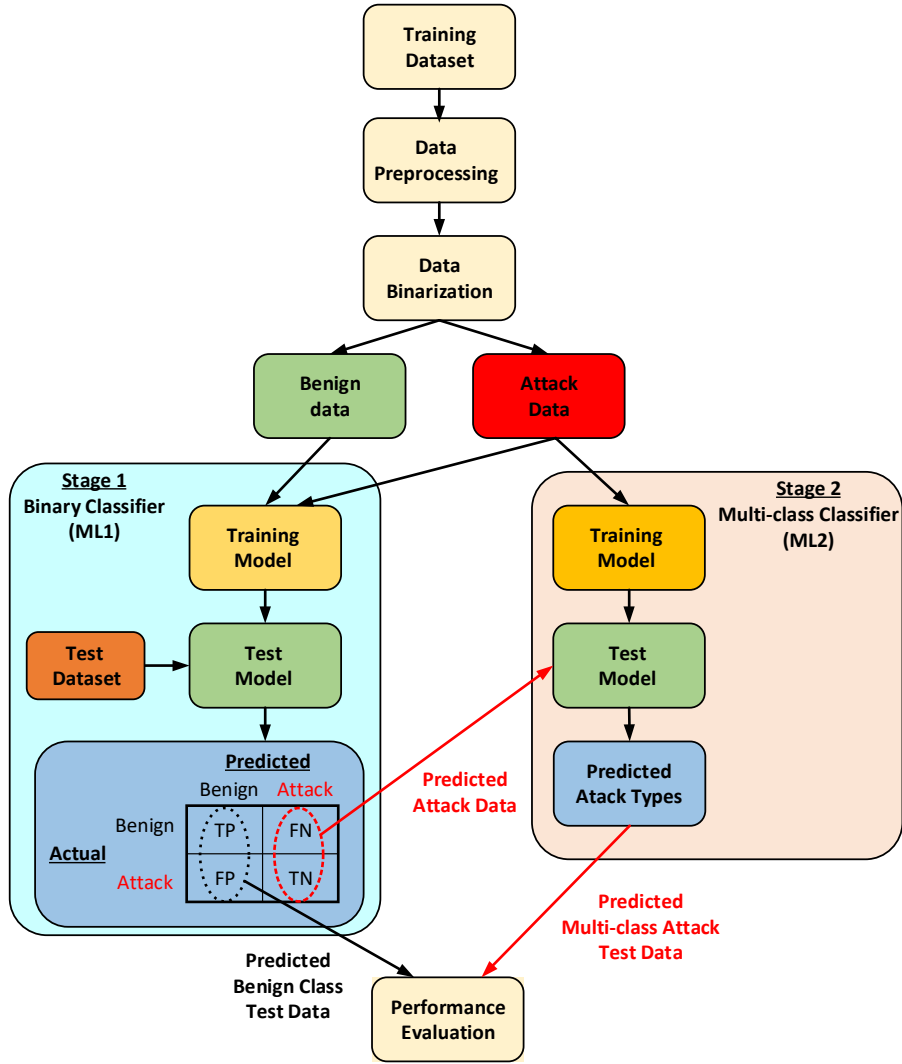 Training
Dataset
Data
Preprocessing
Data
Binarization
Benign
data
Attack
Data
Stage 1
Binary Classifier
(ML1)
Training
Model
Test
Dataset
Test
Model
Predicted
Benign Attack
Benign TP FN
Actual
Attack FP TN
Stage 2
Multi-class Classifier
(ML2)
Training
Model
Test
Model
Predicted
Atack Types
Predicted
Attack Data
Predicted
Multi-class Attack
Test Data
Predicted
Benign Class
Test Data
Performance
Evaluation